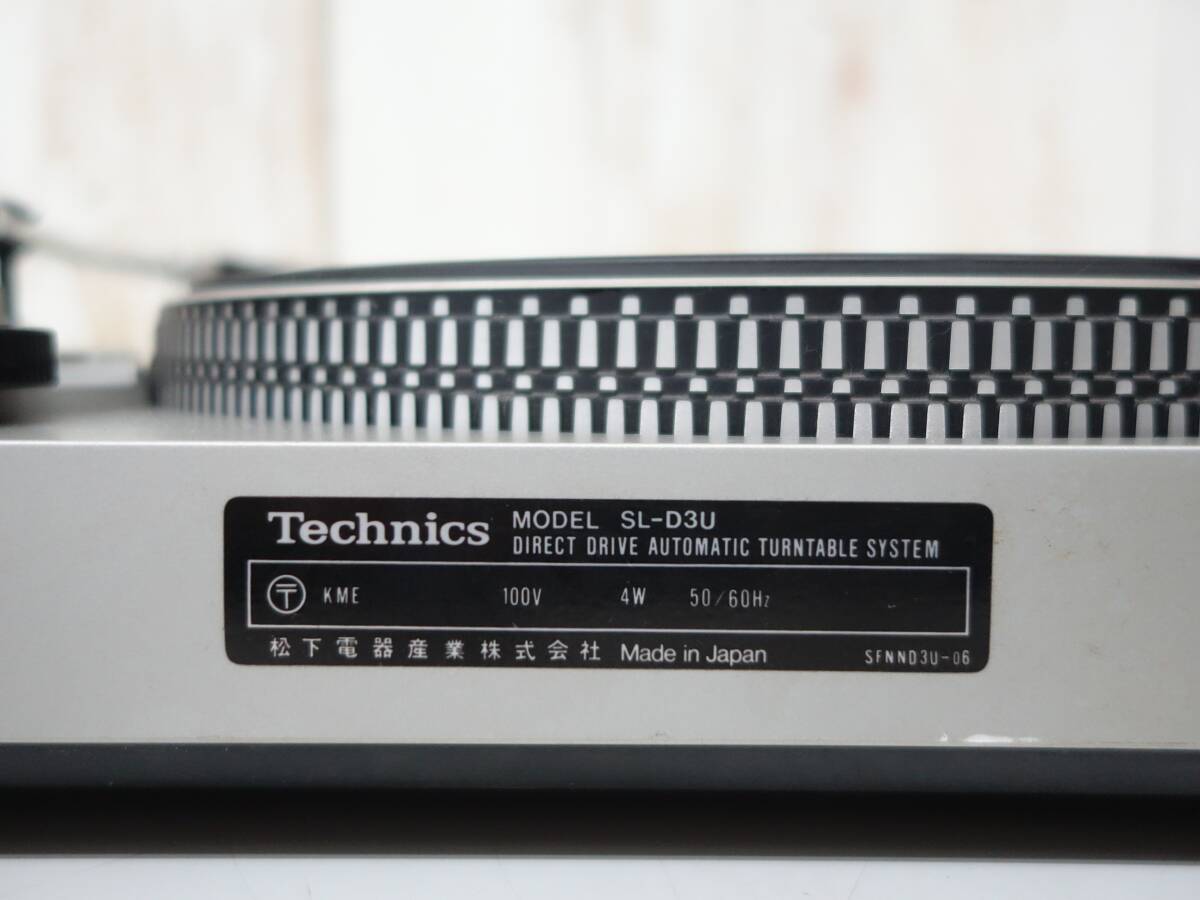 Technics MODEL SL-D3U
DIRECT DRIVE AUTOMATIC TURNTABLE SYSTEM
〒 KME 100V 4W 50/60Hz
松下電器産業株式会社 Made in Japan SFNND3U-06